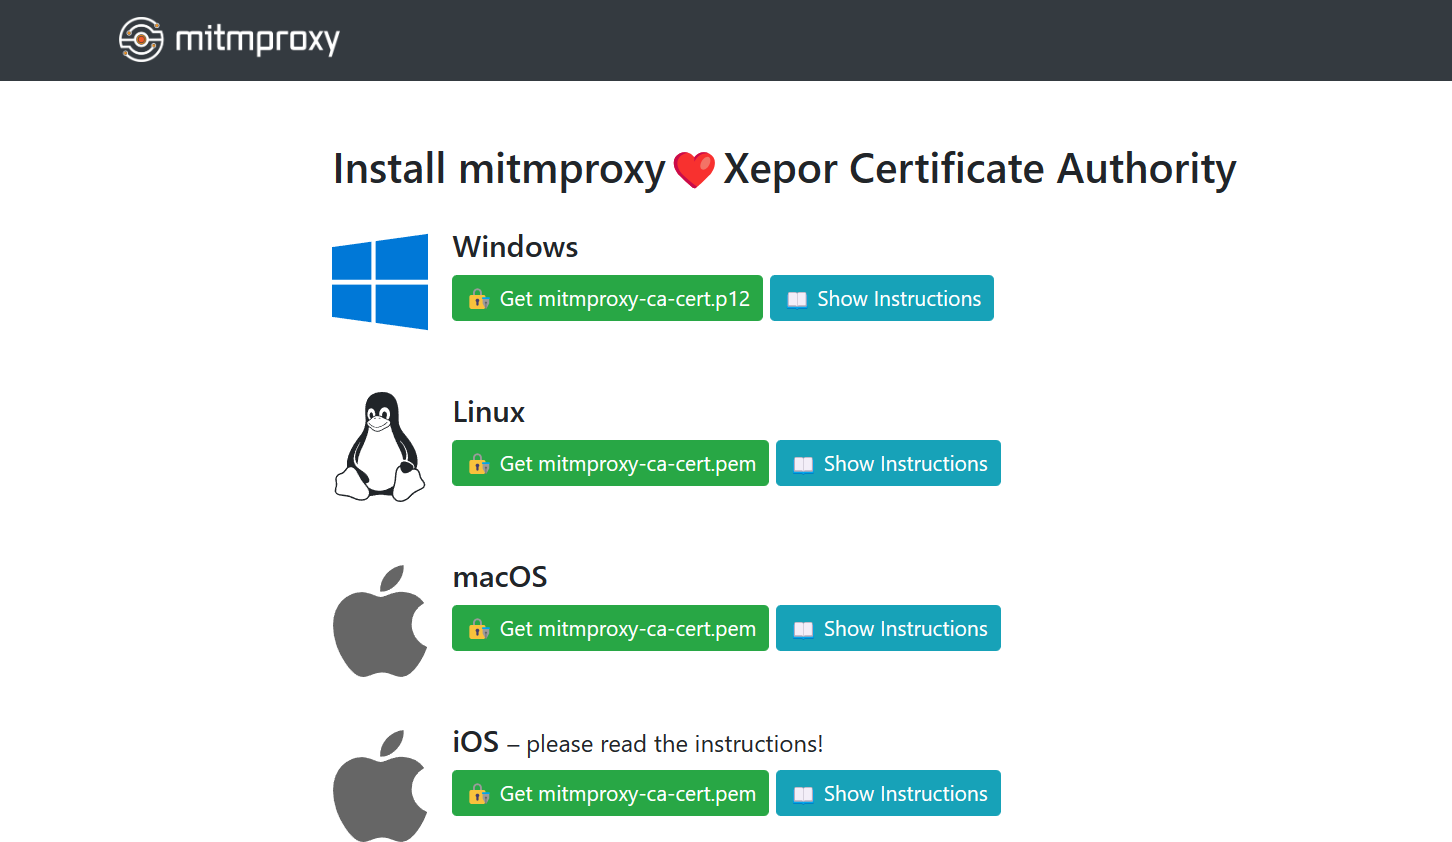 mitmproxy
Install mitmproxy❤️Xepor Certificate Authority
Windows
🔐 Get mitmproxy-ca-cert.p12 📖 Show Instructions
Linux
🔐 Get mitmproxy-ca-cert.pem 📖 Show Instructions
macOS
🔐 Get mitmproxy-ca-cert.pem 📖 Show Instructions
iOS – please read the instructions!
🔐 Get mitmproxy-ca-cert.pem 📖 Show Instructions